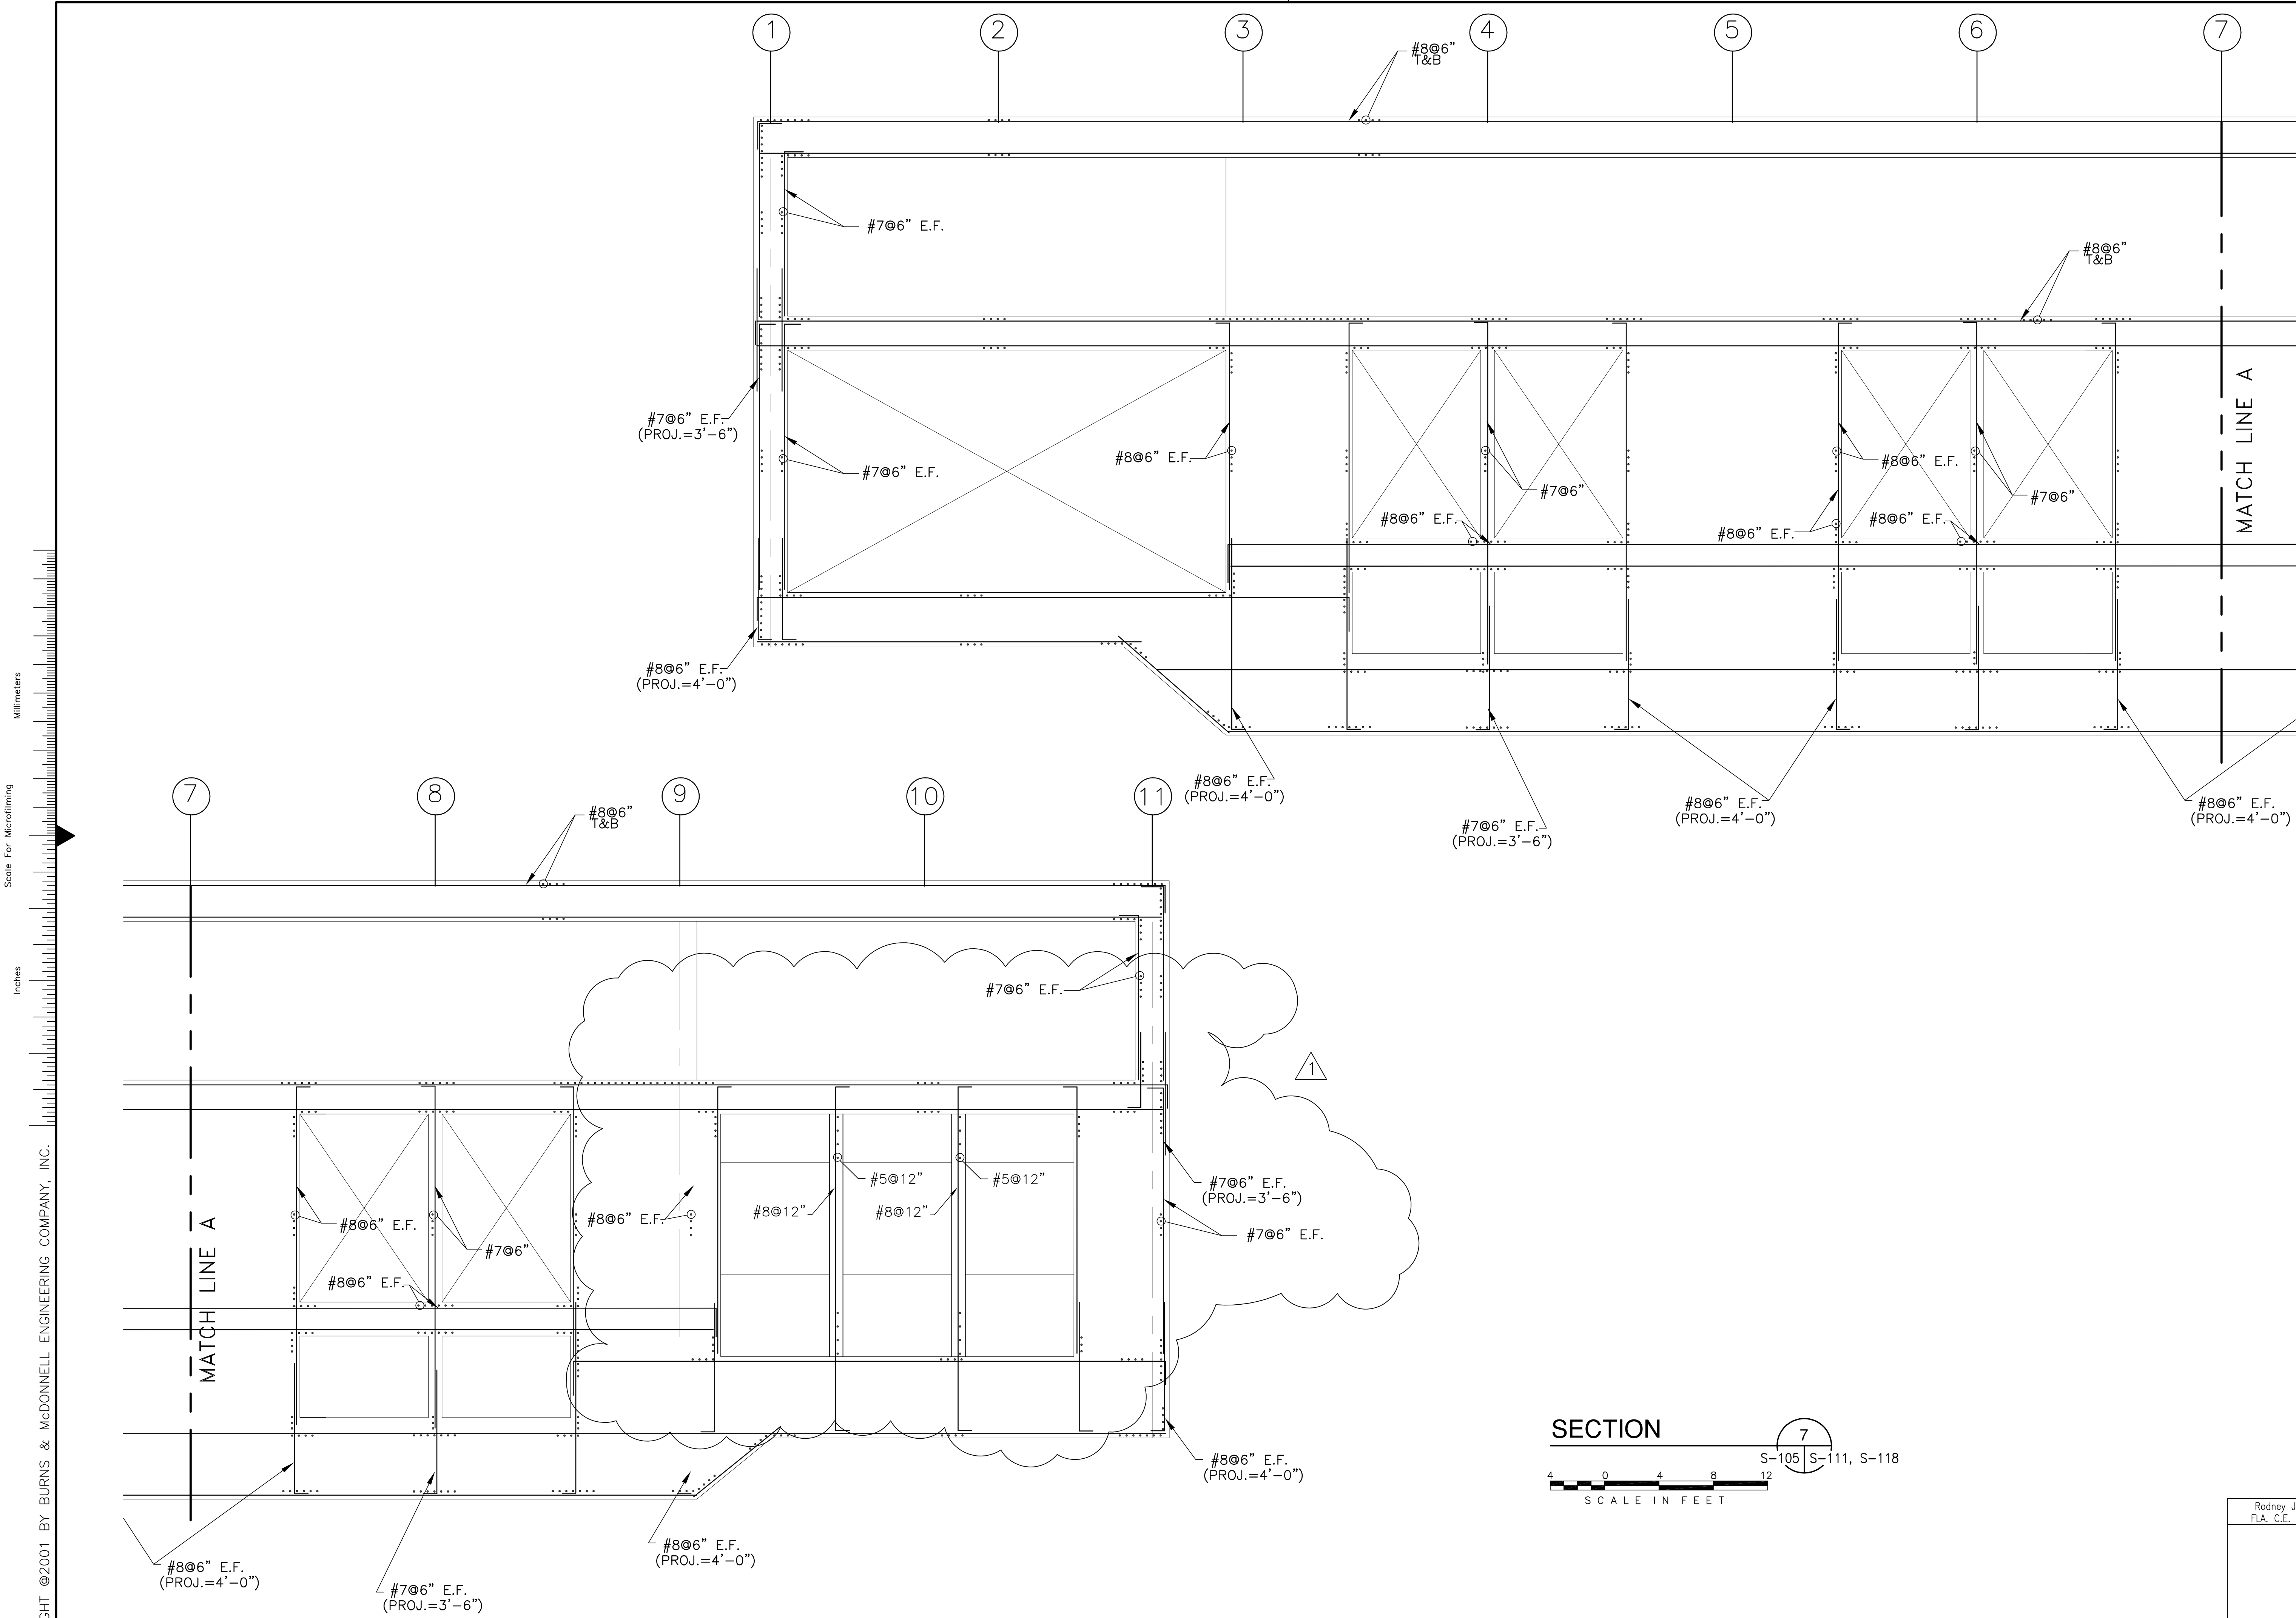 1
2
3
4
5
6
7
#8@6"
T&B
#7@6" E.F.
#8@6"
T&B
#7@6" E.F.
(PROJ.=3'-6")
#7@6" E.F.
#8@6" E.F.
#8@6" E.F.
#7@6"
#8@6" E.F.
#8@6" E.F.
#7@6"
#8@6" E.F.
MATCH LINE A
#8@6" E.F.
(PROJ.=4'-0")
#8@6" E.F.
(PROJ.=4'-0")
#7@6" E.F.
(PROJ.=3'-6")
#8@6" E.F.
(PROJ.=4'-0")
#8@6" E.F.
(PROJ.=4'-0")
7
8
9
10
11
#8@6"
T&B
#7@6" E.F.
1
#5@12"
#5@12"
#8@12"
#8@12"
#7@6" E.F.
(PROJ.=3'-6")
#7@6" E.F.
#8@6" E.F.
#7@6"
#8@6" E.F.
#8@6" E.F.
MATCH LINE A
#8@6" E.F.
(PROJ.=4'-0")
#8@6" E.F.
(PROJ.=4'-0")
#8@6" E.F.
(PROJ.=4'-0")
#7@6" E.F.
(PROJ.=3'-6")
SECTION
7
S-105
S-111, S-118
4 0 4 8 12
SCALE IN FEET
Rodney J
FLA. C.E.
Millimeters
Scale For Microfilming
Inches
GHT @2001 BY BURNS & McDONNELL ENGINEERING COMPANY, INC.